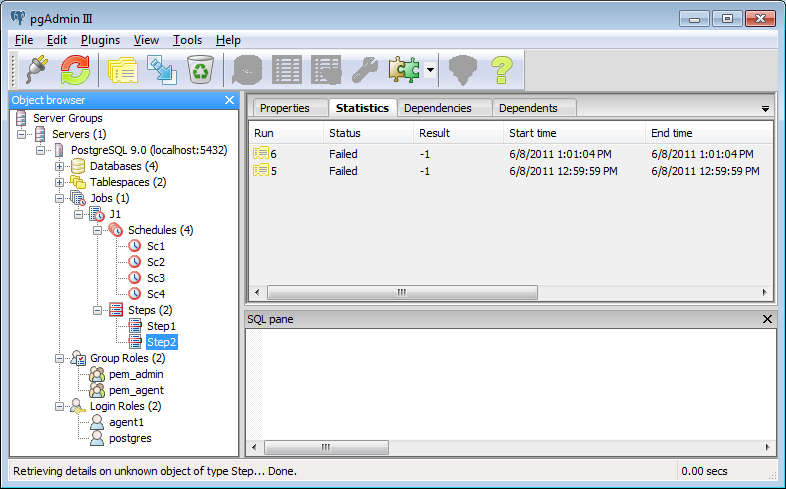 pgAdmin III
File Edit Plugins View Tools Help
Object browser
Server Groups
Servers (1)
PostgreSQL 9.0 (localhost:5432)
Databases (4)
Tablespaces (2)
Jobs (1)
J1
Schedules (4)
Sc1
Sc2
Sc3
Sc4
Steps (2)
Step1
Step2
Group Roles (2)
pem_admin
pem_agent
Login Roles (2)
agent1
postgres
Properties Statistics Dependencies Dependents
Run Status Result Start time End time
6 Failed -1 6/8/2011 1:01:04 PM 6/8/2011 1:01:04 PM
5 Failed -1 6/8/2011 12:59:59 PM 6/8/2011 12:59:59 PM
SQL pane
Retrieving details on unknown object of type Step... Done. 0.00 secs